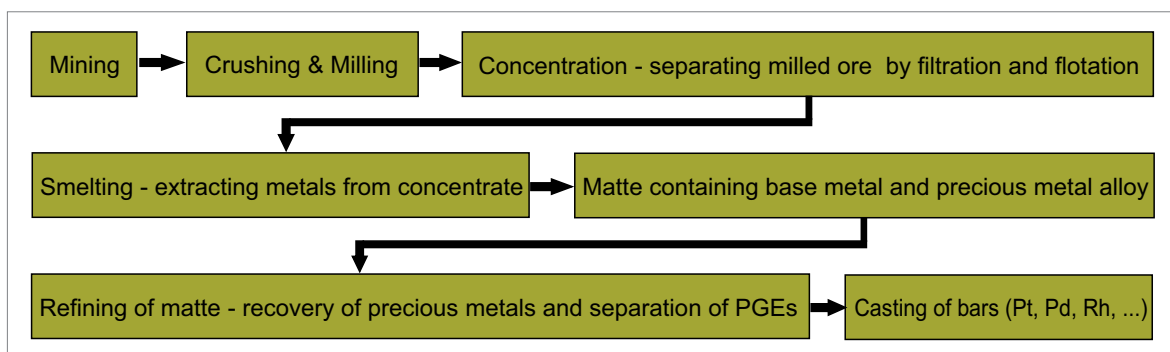 Mining
Crushing & Milling
Concentration - separating milled ore by filtration and flotation
Smelting - extracting metals from concentrate
Matte containing base metal and precious metal alloy
Refining of matte - recovery of precious metals and separation of PGEs
Casting of bars (Pt, Pd, Rh, ...)